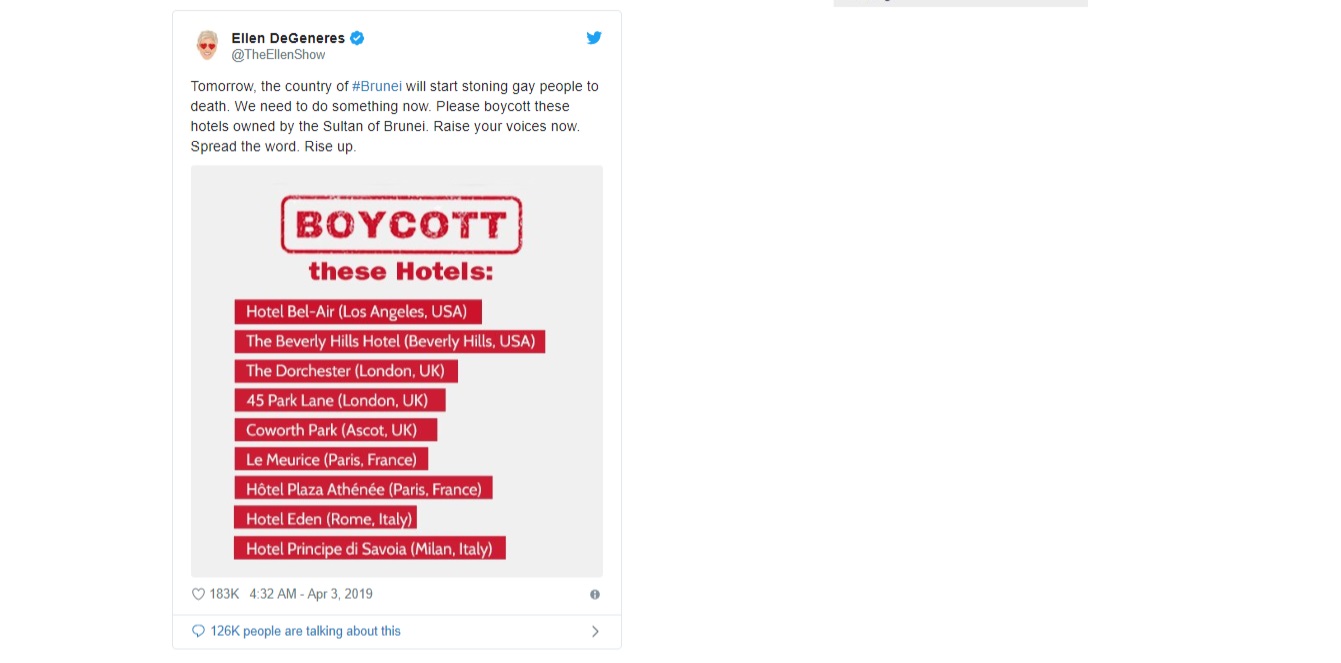 Ellen DeGeneres
@TheEllenShow
Tomorrow, the country of #Brunei will start stoning gay people to
death. We need to do something now. Please boycott these
hotels owned by the Sultan of Brunei. Raise your voices now.
Spread the word. Rise up.
BOYCOTT
these Hotels:
Hotel Bel-Air (Los Angeles, USA)
The Beverly Hills Hotel (Beverly Hills, USA)
The Dorchester (London, UK)
45 Park Lane (London, UK)
Coworth Park (Ascot, UK)
Le Meurice (Paris, France)
Hôtel Plaza Athénée (Paris, France)
Hotel Eden (Rome, Italy)
Hotel Principe di Savoia (Milan, Italy)
183K 4:32 AM - Apr 3, 2019
126K people are talking about this